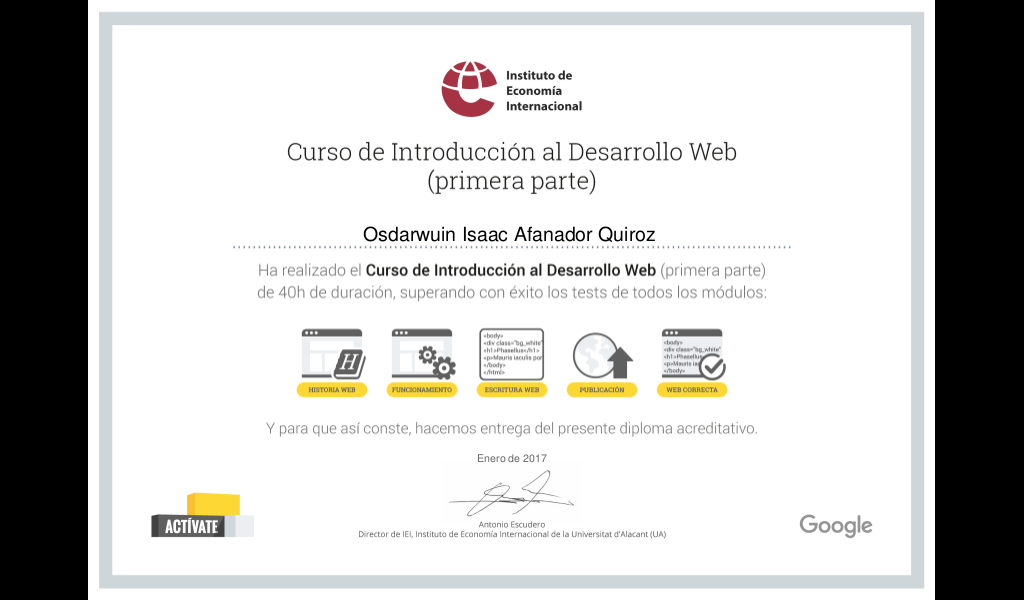 Instituto de
Economía
Internacional
Curso de Introducción al Desarrollo Web
(primera parte)
Osdarwuin Isaac Afanador Quiroz
Ha realizado el Curso de Introducción al Desarrollo Web (primera parte)
de 40h de duración, superando con éxito los tests de todos los módulos:
H
<body>
<div class="bg_white"
<h1>Phasellus</h1>
<p>Mauris iaculis por
</body>
</html>
<body>
<div class="bg_white"
<h1>Phasellus
<p>Mauris iac
</body>
HISTORIA WEB
FUNCIONAMIENTO
ESCRITURA WEB
PUBLICACIÓN
WEB CORRECTA
Y para que así conste, hacemos entrega del presente diploma acreditativo.
Enero de 2017
Antonio Escudero
Director de IEI, Instituto de Economía Internacional de la Universitat d'Alacant (UA)
ACTÍVATE
Google